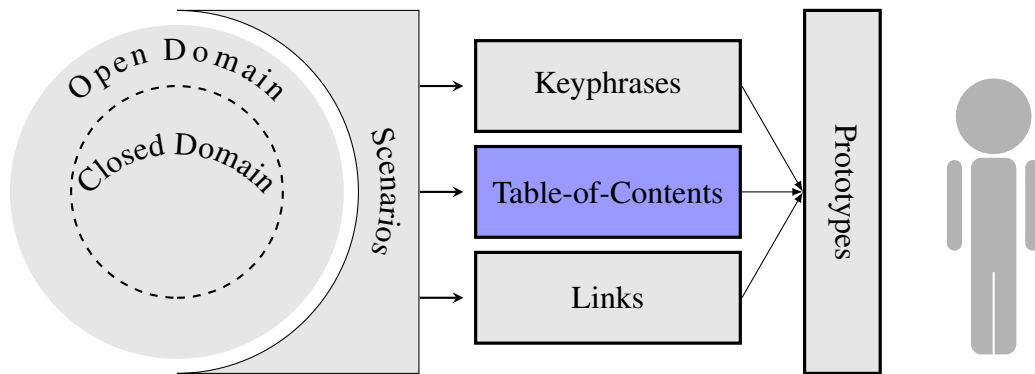 Open Domain
Closed Domain
Scenarios
Keyphrases
Table-of-Contents
Links
Prototypes